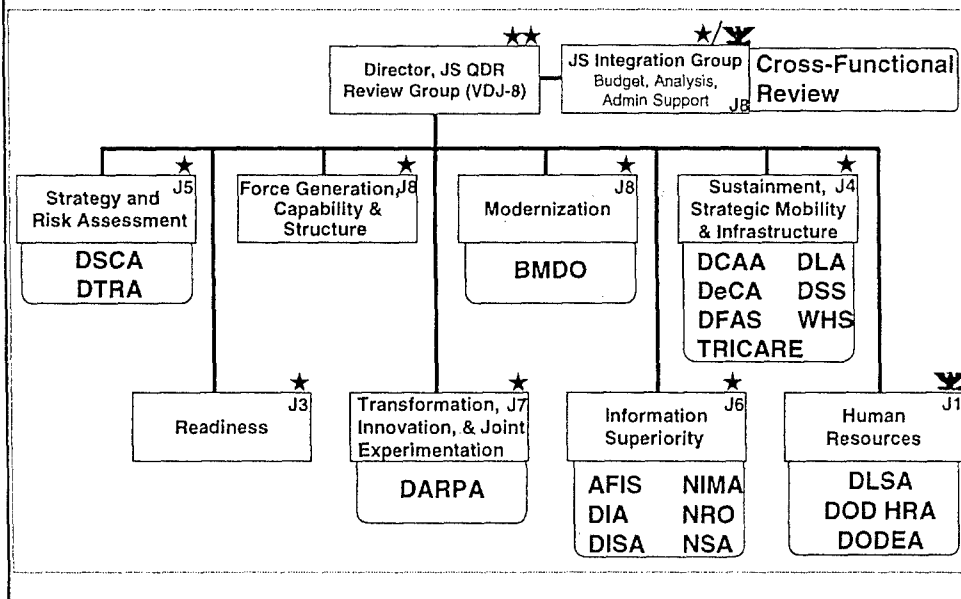 Director, JS QDR
Review Group (VDJ-8)
JS Integration Group
Budget, Analysis,
Admin Support J8
Cross-Functional
Review
Strategy and J5
Risk Assessment
DSCA
DTRA
Force Generation, J8
Capability &
Structure
J8
Modernization
BMDO
Sustainment, J4
Strategic Mobility
& Infrastructure
DCAA DLA
DeCA DSS
DFAS WHS
TRICARE
J3
Readiness
Transformation, J7
Innovation, & Joint
Experimentation
DARPA
J6
Information
Superiority
AFIS NIMA
DIA NRO
DISA NSA
J1
Human
Resources
DLSA
DOD HRA
DODEA